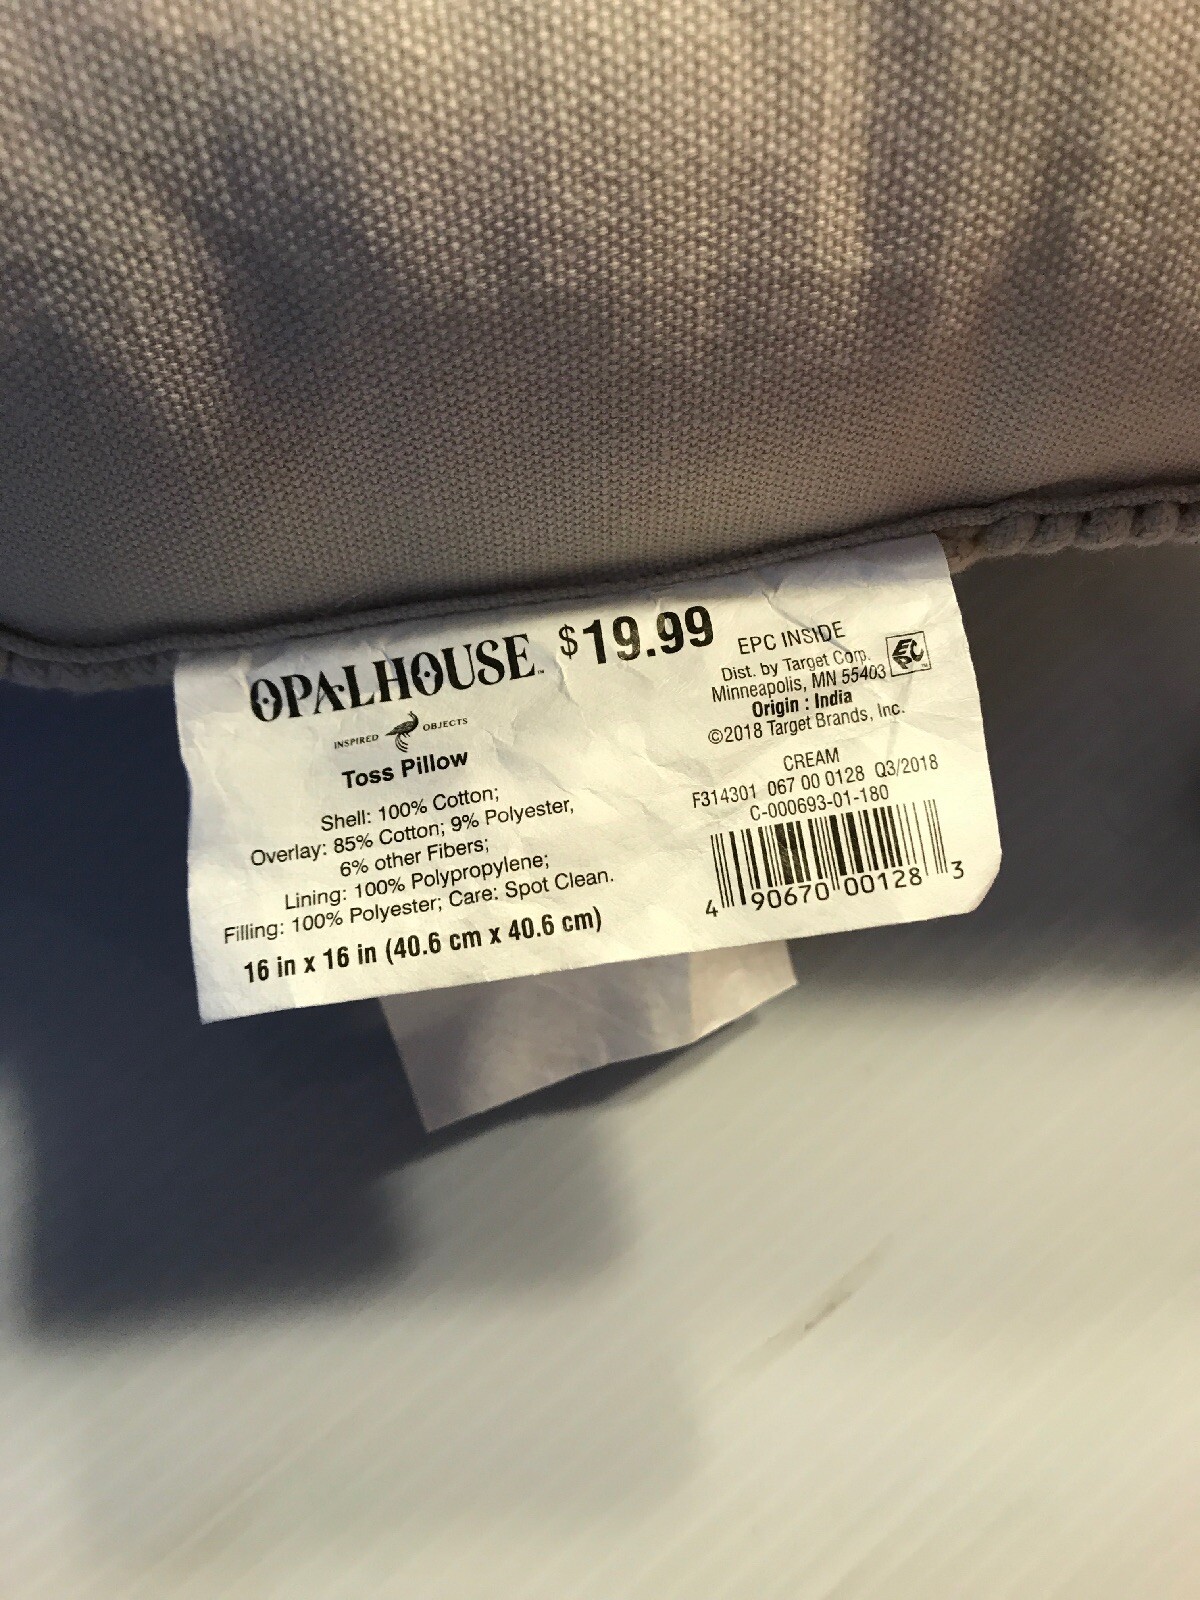 OPALHOUSE™
INSPIRED OBJECTS
Toss Pillow
Shell: 100% Cotton;
Overlay: 85% Cotton; 9% Polyester,
6% other Fibers;
Lining: 100% Polypropylene;
Filling: 100% Polyester; Care: Spot Clean.
16 in x 16 in (40.6 cm x 40.6 cm)
$19.99
EPC INSIDE
Dist. by Target Corp.
Minneapolis, MN 55403
Origin : India
©2018 Target Brands, Inc.
EPC™
CREAM
F314301 067 00 0128 Q3/2018
C-000693-01-180
4 90670 00128 3